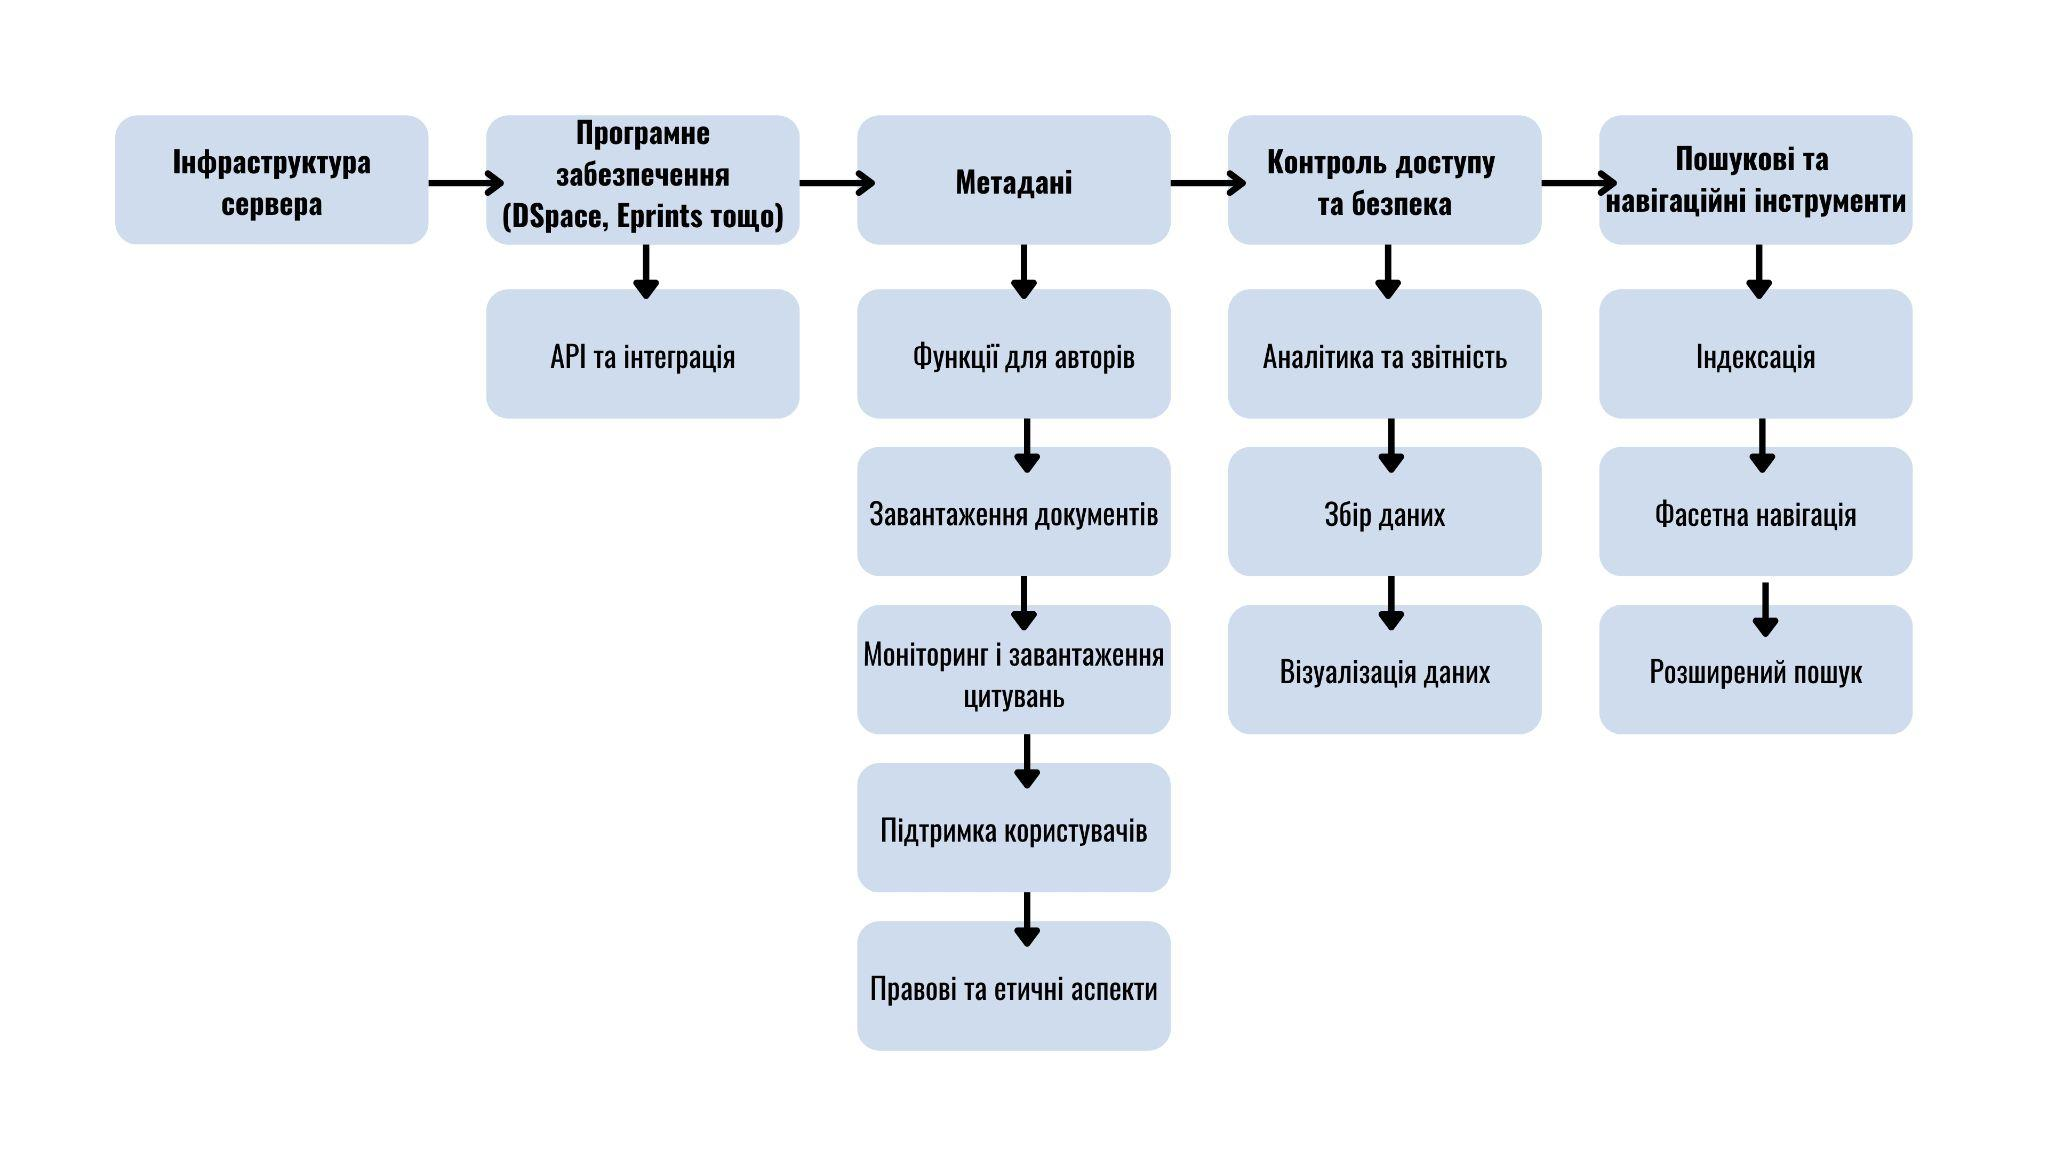 Інфраструктура
сервера
Програмне
забезпечення
(DSpace, Eprints тощо)
Метадані
Контроль доступу
та безпека
Пошукові та
навігаційні інструменти
API та інтеграція
Функції для авторів
Аналітика та звітність
Індексація
Завантаження документів
Збір даних
Фасетна навігація
Моніторинг і завантаження
цитувань
Візуалізація даних
Розширений пошук
Підтримка користувачів
Правові та етичні аспекти